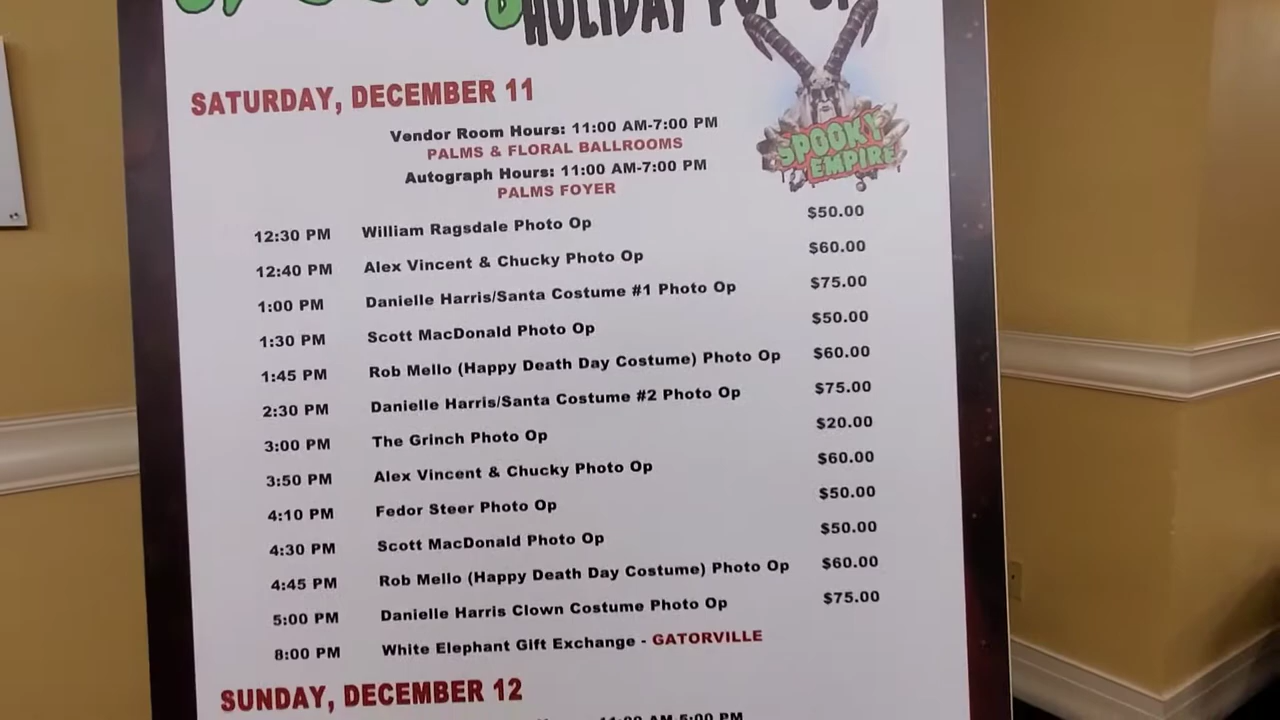 HOLIDAY POP UP
SPOOKY
EMPIRE
SATURDAY, DECEMBER 11
Vendor Room Hours: 11:00 AM-7:00 PM
PALMS & FLORAL BALLROOMS
Autograph Hours: 11:00 AM-7:00 PM
PALMS FOYER
12:30 PM William Ragsdale Photo Op $50.00
12:40 PM Alex Vincent & Chucky Photo Op $60.00
1:00 PM Danielle Harris/Santa Costume #1 Photo Op $75.00
1:30 PM Scott MacDonald Photo Op $50.00
1:45 PM Rob Mello (Happy Death Day Costume) Photo Op $60.00
2:30 PM Danielle Harris/Santa Costume #2 Photo Op $75.00
3:00 PM The Grinch Photo Op $20.00
3:50 PM Alex Vincent & Chucky Photo Op $60.00
4:10 PM Fedor Steer Photo Op $50.00
4:30 PM Scott MacDonald Photo Op $50.00
4:45 PM Rob Mello (Happy Death Day Costume) Photo Op $60.00
5:00 PM Danielle Harris Clown Costume Photo Op $75.00
8:00 PM White Elephant Gift Exchange - GATORVILLE
SUNDAY, DECEMBER 12
11:00 AM-5:00 PM